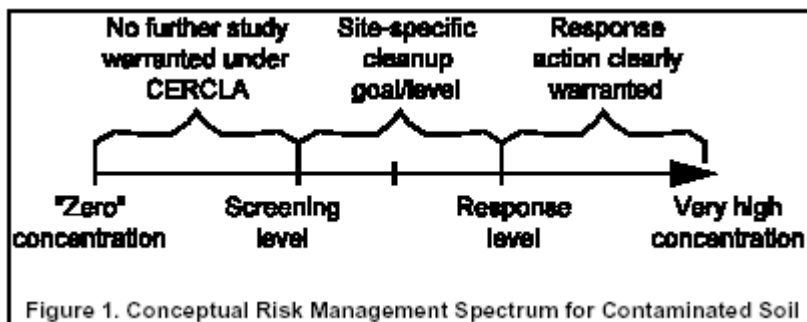 No further study
warranted under
CERCLA
Site-specific
cleanup
goal/level
Response
action clearly
warranted
"Zero"
concentration
Screening
level
Response
level
Very high
concentration
Figure 1. Conceptual Risk Management Spectrum for Contaminated Soil